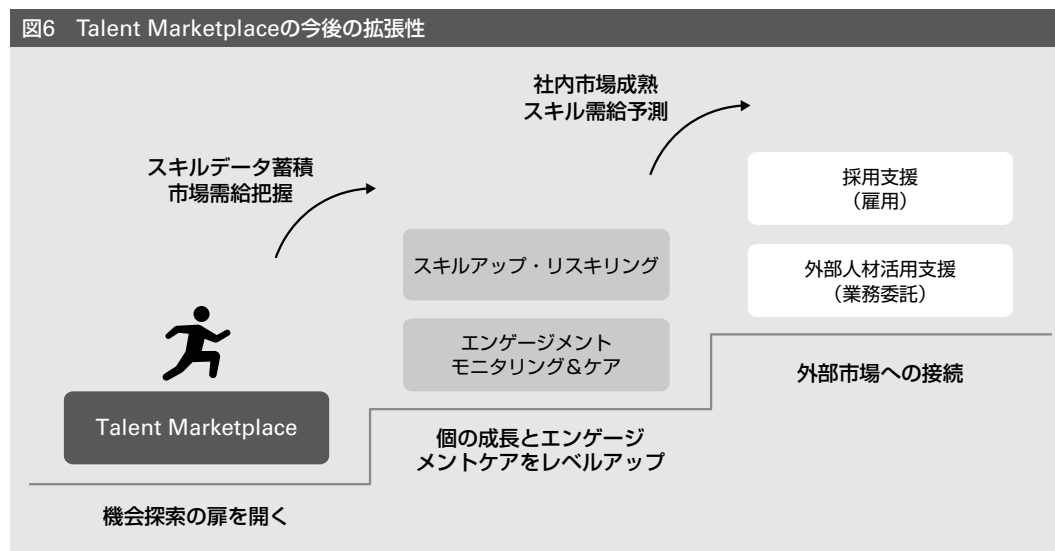 図6 Talent Marketplaceの今後の拡張性
社内市場成熟
スキル需給予測
スキルデータ蓄積
市場需給把握
採用支援
（雇用）
スキルアップ・リスキリング
外部人材活用支援
（業務委託）
エンゲージメント
モニタリング＆ケア
外部市場への接続
Talent Marketplace
個の成長とエンゲージ
メントケアをレベルアップ
機会探索の扉を開く